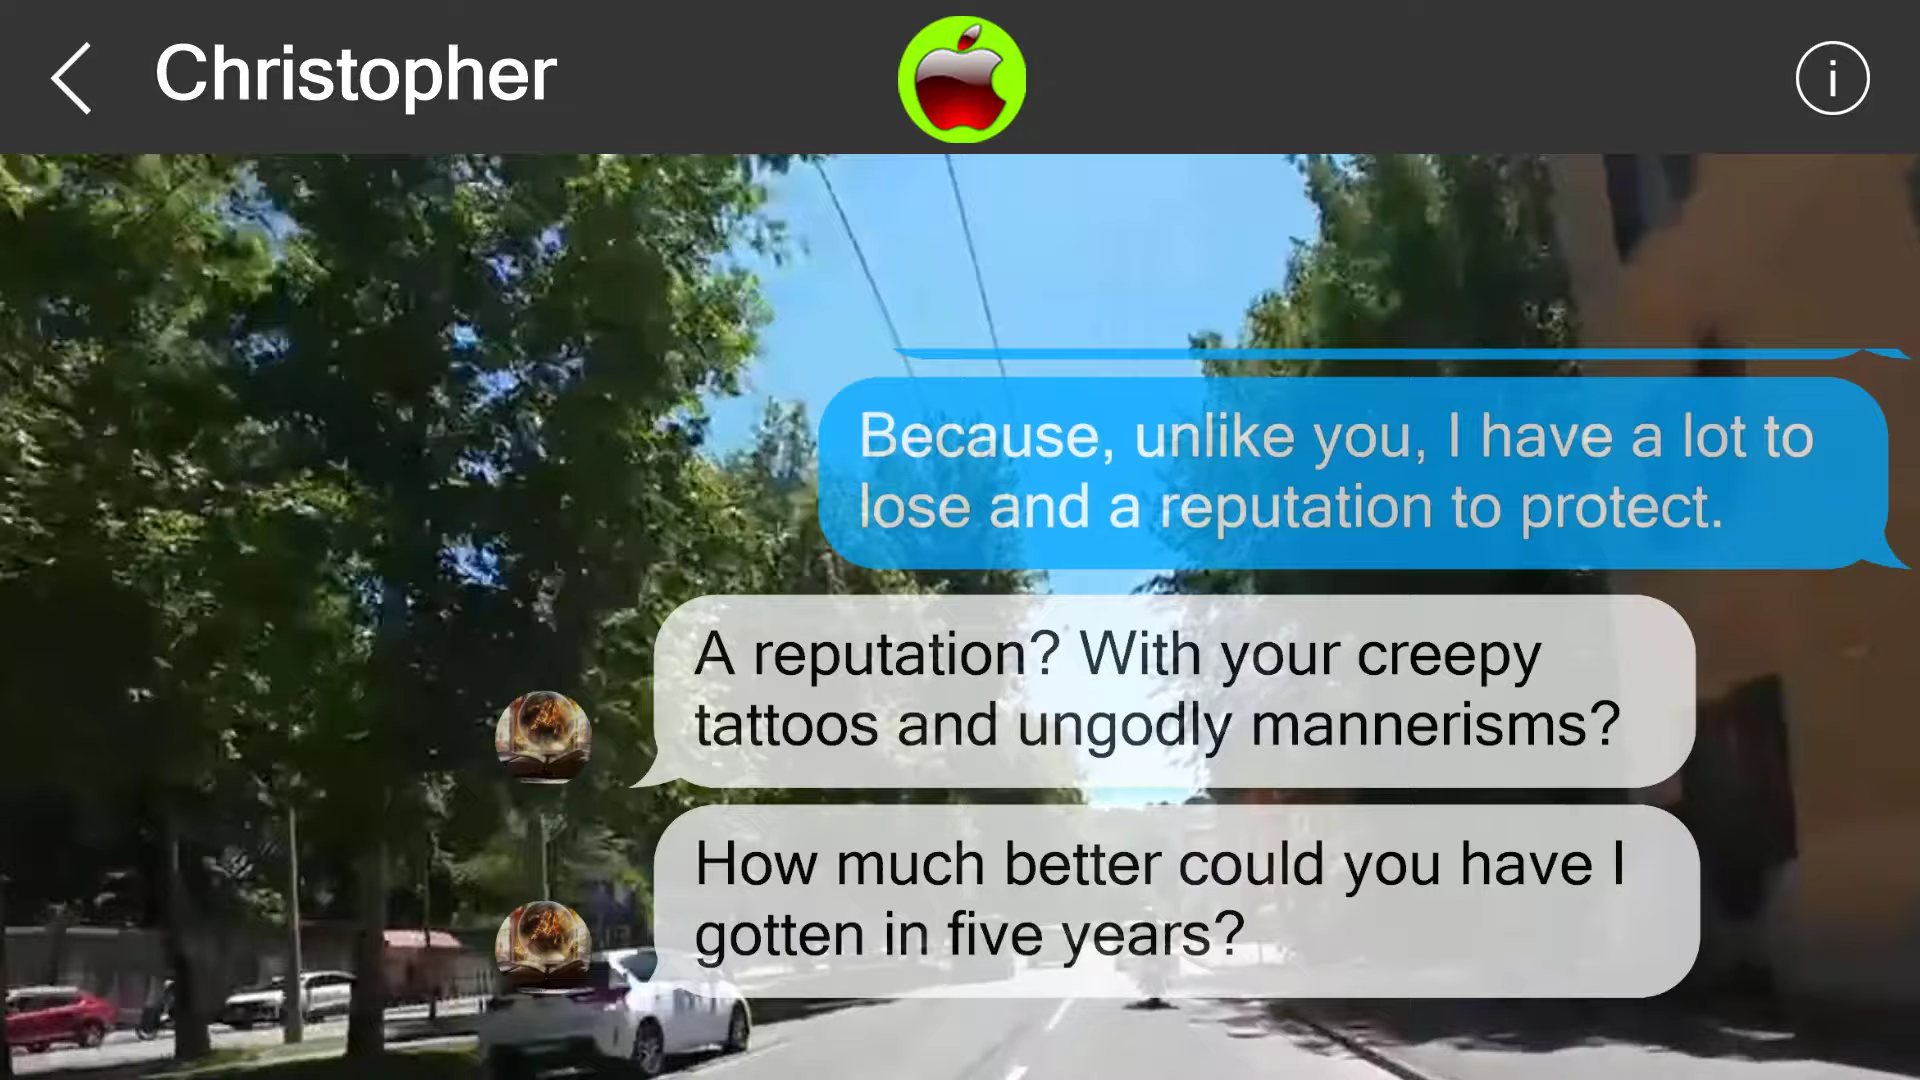 Christopher
i
Because, unlike you, I have a lot to
lose and a reputation to protect.
A reputation? With your creepy
tattoos and ungodly mannerisms?
How much better could you have I
gotten in five years?